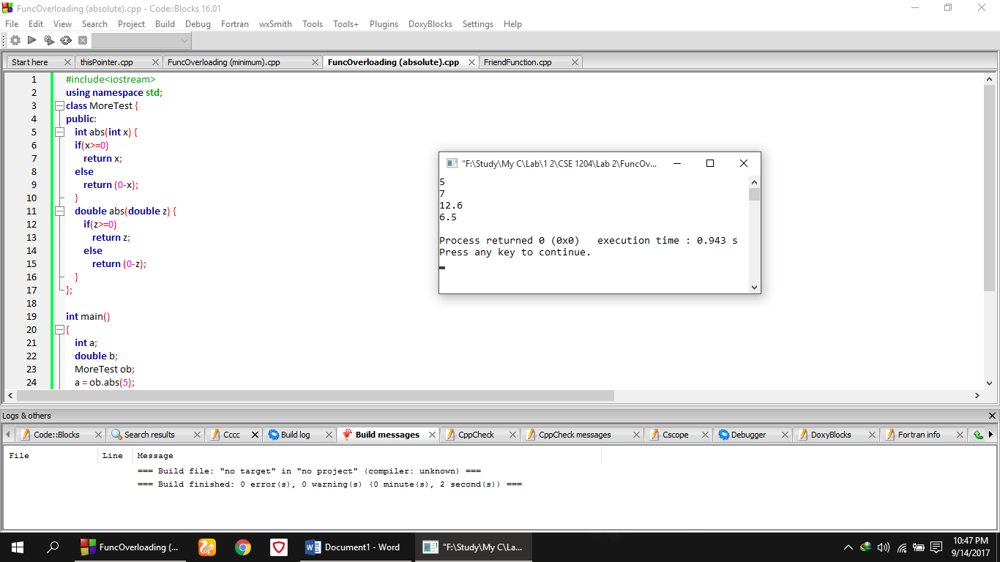 FuncOverloading (absolute).cpp - Code::Blocks 16.01
File Edit View Search Project Build Debug Fortran wxSmith Tools Tools+ Plugins DoxyBlocks Settings Help
Start here thisPointer.cpp FuncOverloading (minimum).cpp FuncOverloading (absolute).cpp FriendFunction.cpp
1 #include<iostream>
2 using namespace std;
3 class MoreTest {
4 public:
5 int abs(int x) {
6 if(x>=0)
7 return x;
8 else
9 return (0-x);
10 }
11 double abs(double z) {
12 if(z>=0)
13 return z;
14 else
15 return (0-z);
16 }
17 };
18
19 int main()
20 {
21 int a;
22 double b;
23 MoreTest ob;
24 a = ob.abs(5);
"F:\Study\My C\Lab\1 2\CSE 1204\Lab 2\FuncOv...
5
7
12.6
6.5
Process returned 0 (0x0) execution time : 0.943 s
Press any key to continue.
Logs & others
Code::Blocks Search results Cccc Build log Build messages CppCheck CppCheck messages Cscope Debugger DoxyBlocks Fortran info
File Line Message
=== Build file: "no target" in "no project" (compiler: unknown) ===
=== Build finished: 0 error(s), 0 warning(s) (0 minute(s), 2 second(s)) ===
FuncOverloading (... Document1 - Word "F:\Study\My C\La...
10:47 PM
9/14/2017